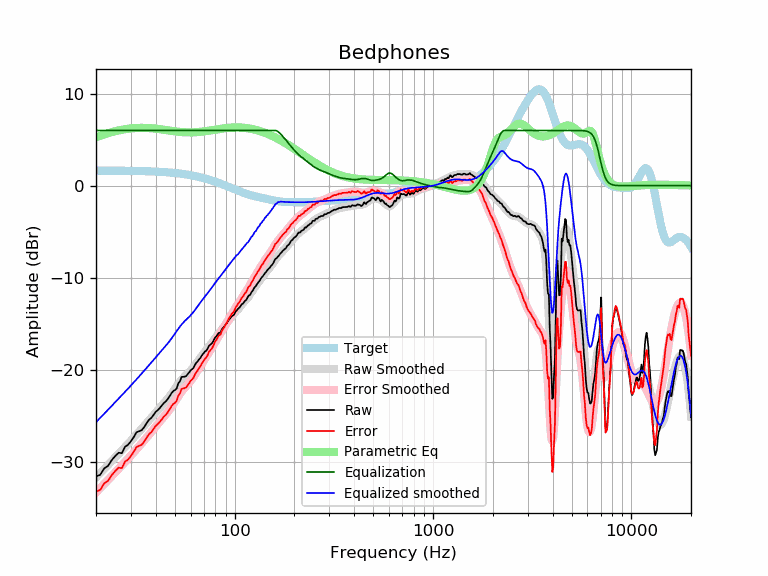 Bedphones
Amplitude (dBr)
10
0
−10
−20
−30
Target
Raw Smoothed
Error Smoothed
Raw
Error
Parametric Eq
Equalization
Equalized smoothed
100
1000
10000
Frequency (Hz)